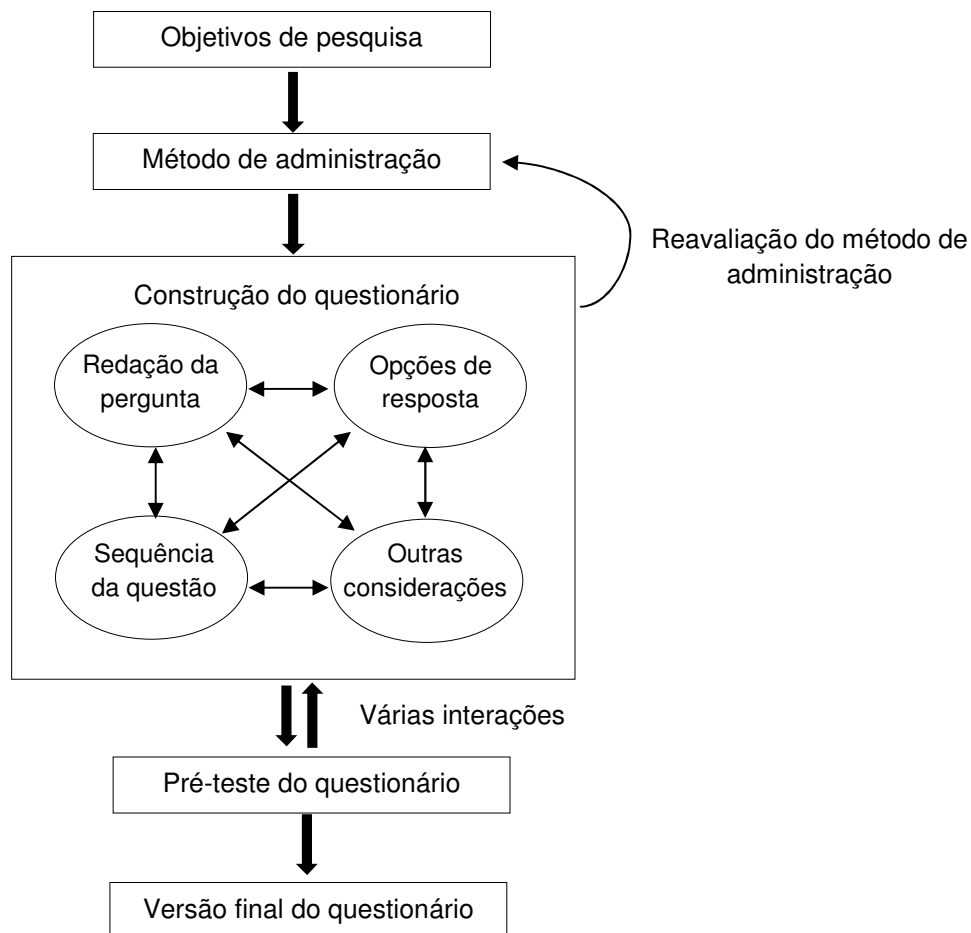 Objetivos de pesquisa
Método de administração
Reavaliação do método de
administração
Construção do questionário
Redação da
pergunta
Opções de
resposta
Sequência
da questão
Outras
considerações
Várias interações
Pré-teste do questionário
Versão final do questionário